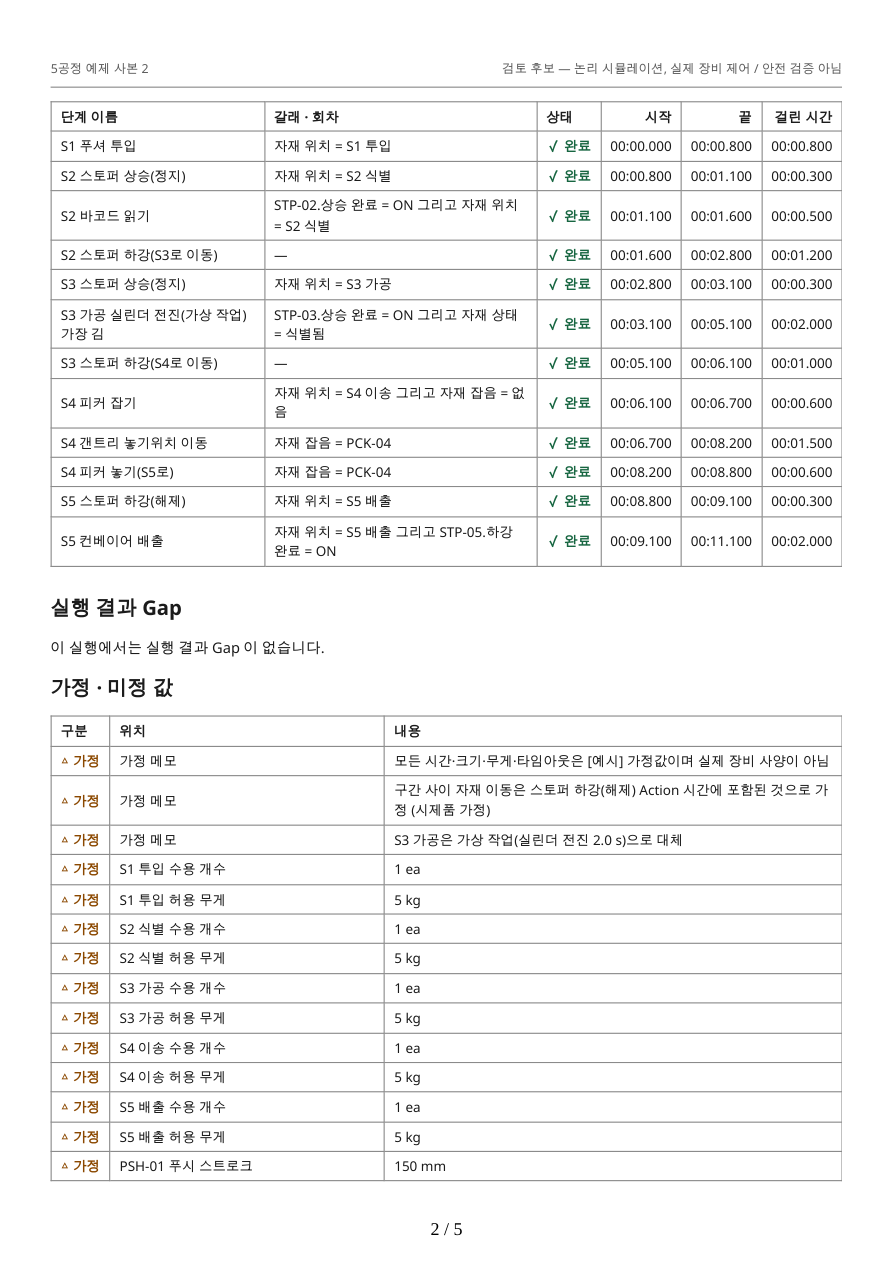 5공정 예제 사본 2 검토 후보 — 논리 시뮬레이션, 실제 장비 제어 / 안전 검증 아님
단계 이름 갈래 · 회차 상태 시작 끝 걸린 시간
S1 푸셔 투입 자재 위치 = S1 투입 ✓ 완료 00:00.000 00:00.800 00:00.800
S2 스토퍼 상승(정지) 자재 위치 = S2 식별 ✓ 완료 00:00.800 00:01.100 00:00.300
S2 바코드 읽기 STP-02.상승 완료 = ON 그리고 자재 위치
= S2 식별 ✓ 완료 00:01.100 00:01.600 00:00.500
S2 스토퍼 하강(S3로 이동) — ✓ 완료 00:01.600 00:02.800 00:01.200
S3 스토퍼 상승(정지) 자재 위치 = S3 가공 ✓ 완료 00:02.800 00:03.100 00:00.300
S3 가공 실린더 전진(가상 작업) STP-03.상승 완료 = ON 그리고 자재 상태
가장 김 = 식별됨 ✓ 완료 00:03.100 00:05.100 00:02.000
S3 스토퍼 하강(S4로 이동) — ✓ 완료 00:05.100 00:06.100 00:01.000
S4 피커 잡기 자재 위치 = S4 이송 그리고 자재 잡음 = 없
음 ✓ 완료 00:06.100 00:06.700 00:00.600
S4 갠트리 놓기위치 이동 자재 잡음 = PCK-04 ✓ 완료 00:06.700 00:08.200 00:01.500
S4 피커 놓기(S5로) 자재 잡음 = PCK-04 ✓ 완료 00:08.200 00:08.800 00:00.600
S5 스토퍼 하강(해제) 자재 위치 = S5 배출 ✓ 완료 00:08.800 00:09.100 00:00.300
S5 컨베이어 배출 자재 위치 = S5 배출 그리고 STP-05.하강
완료 = ON ✓ 완료 00:09.100 00:11.100 00:02.000
실행 결과 Gap
이 실행에서는 실행 결과 Gap 이 없습니다.
가정 · 미정 값
구분 위치 내용
▵ 가정 가정 메모 모든 시간·크기·무게·타임아웃은 [예시] 가정값이며 실제 장비 사양이 아님
▵ 가정 가정 메모 구간 사이 자재 이동은 스토퍼 하강(해제) Action 시간에 포함된 것으로 가
정 (시제품 가정)
▵ 가정 가정 메모 S3 가공은 가상 작업(실린더 전진 2.0 s)으로 대체
▵ 가정 S1 투입 수용 개수 1 ea
▵ 가정 S1 투입 허용 무게 5 kg
▵ 가정 S2 식별 수용 개수 1 ea
▵ 가정 S2 식별 허용 무게 5 kg
▵ 가정 S3 가공 수용 개수 1 ea
▵ 가정 S3 가공 허용 무게 5 kg
▵ 가정 S4 이송 수용 개수 1 ea
▵ 가정 S4 이송 허용 무게 5 kg
▵ 가정 S5 배출 수용 개수 1 ea
▵ 가정 S5 배출 허용 무게 5 kg
▵ 가정 PSH-01 푸시 스트로크 150 mm
2 / 5